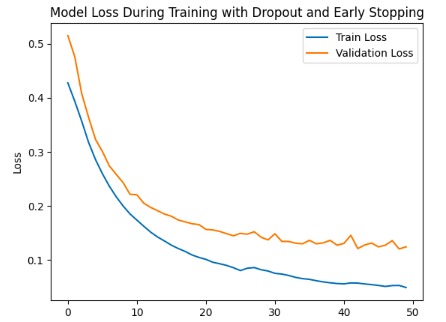 Model Loss During Training with Dropout and Early Stopping
Train Loss
Validation Loss
0.5
0.4
0.3
0.2
0.1
Loss
0 10 20 30 40 50